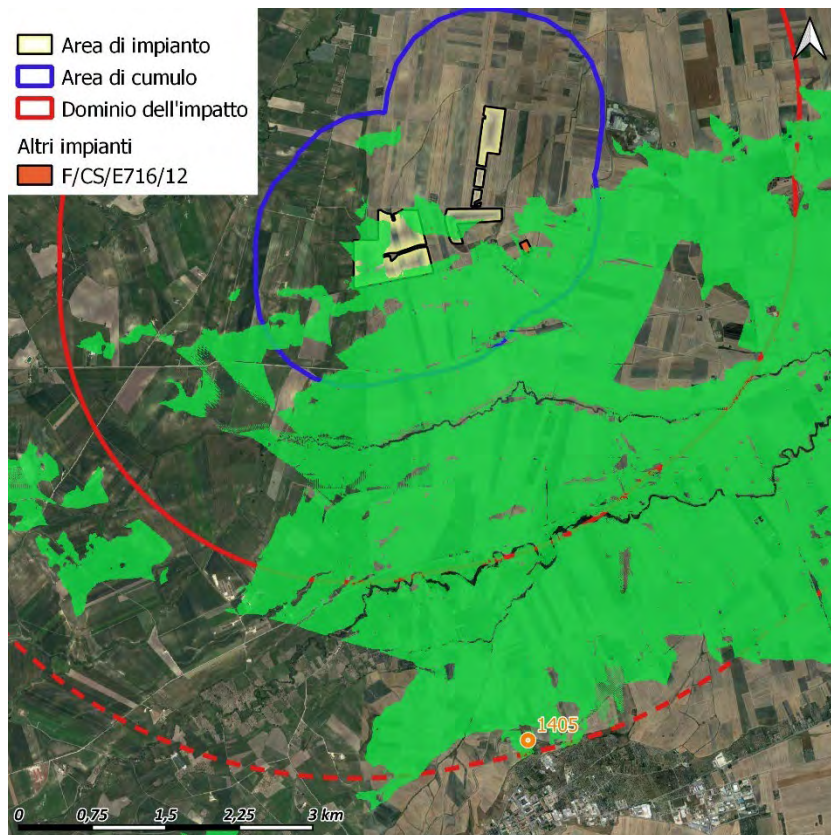 Area di impianto
Area di cumulo
Dominio dell'impatto
Altri impianti
F/CS/E716/12
1405
0 0,75 1,5 2,25 3 km